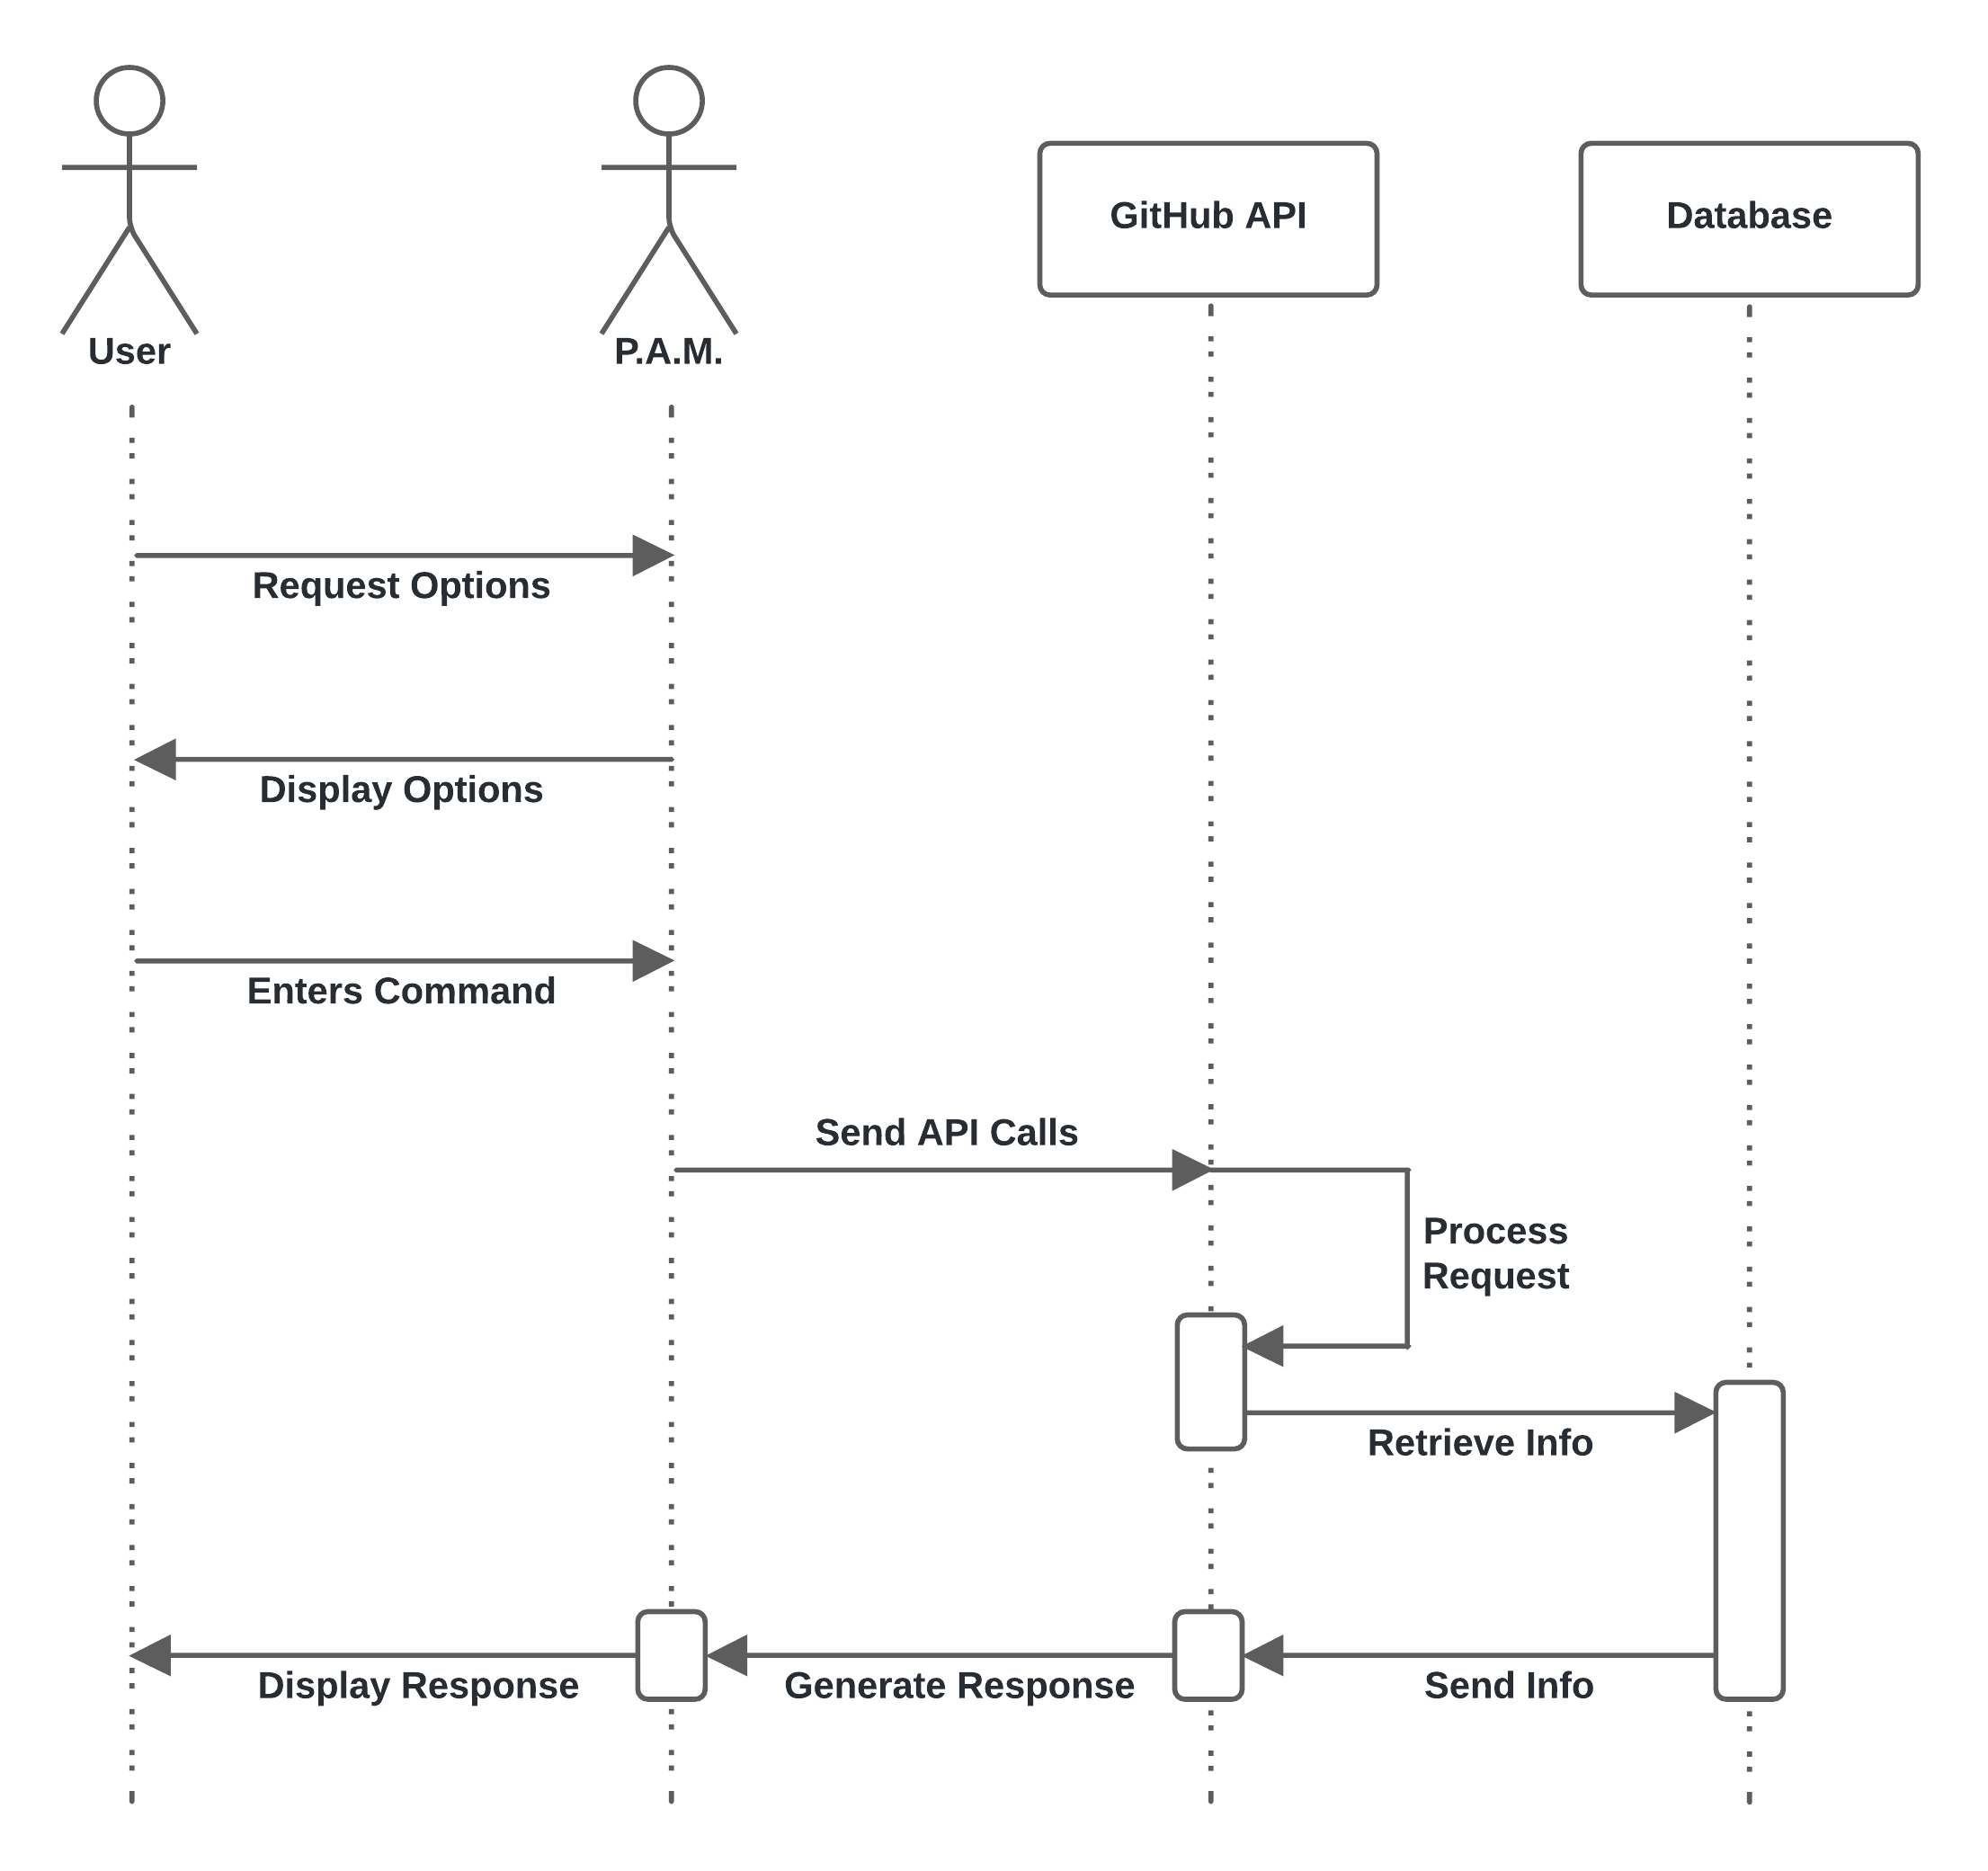 User
P.A.M.
GitHub API
Database
Request Options
Display Options
Enters Command
Send API Calls
Process
Request
Retrieve Info
Display Response
Generate Response
Send Info